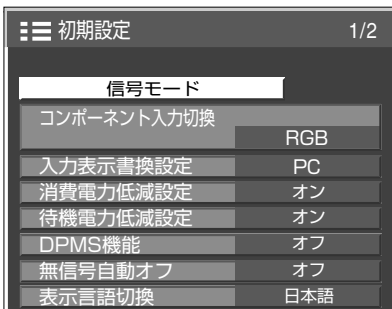 初期設定 1/2
信号モード
コンポーネント入力切換
RGB
入力表示書換設定 PC
消費電力低減設定 オン
待機電力低減設定 オン
DPMS機能 オフ
無信号自動オフ オフ
表示言語切換 日本語